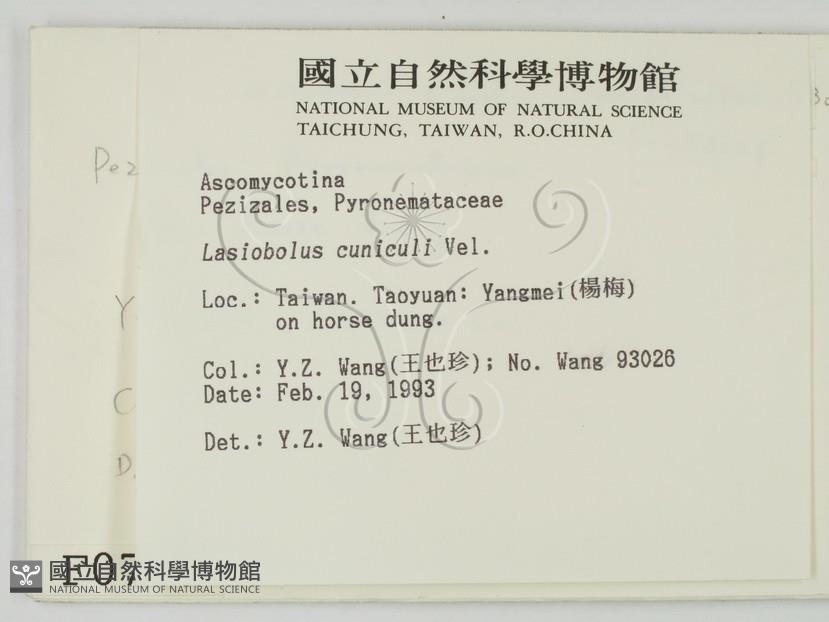 國立自然科學博物館
NATIONAL MUSEUM OF NATURAL SCIENCE
TAICHUNG, TAIWAN, R.O.CHINA
Pez
Ascomycotina
Pezizales, Pyronemataceae
Lasiobolus cuniculi Vel.
Loc.: Taiwan. Taoyuan: Yangmei(楊梅)
on horse dung.
Y
Col.: Y.Z. Wang(王也珍); No. Wang 93026
Date: Feb. 19, 1993
C
Det.: Y.Z. Wang(王也珍)
D.
F07
國立自然科學博物館
NATIONAL MUSEUM OF NATURAL SCIENCE